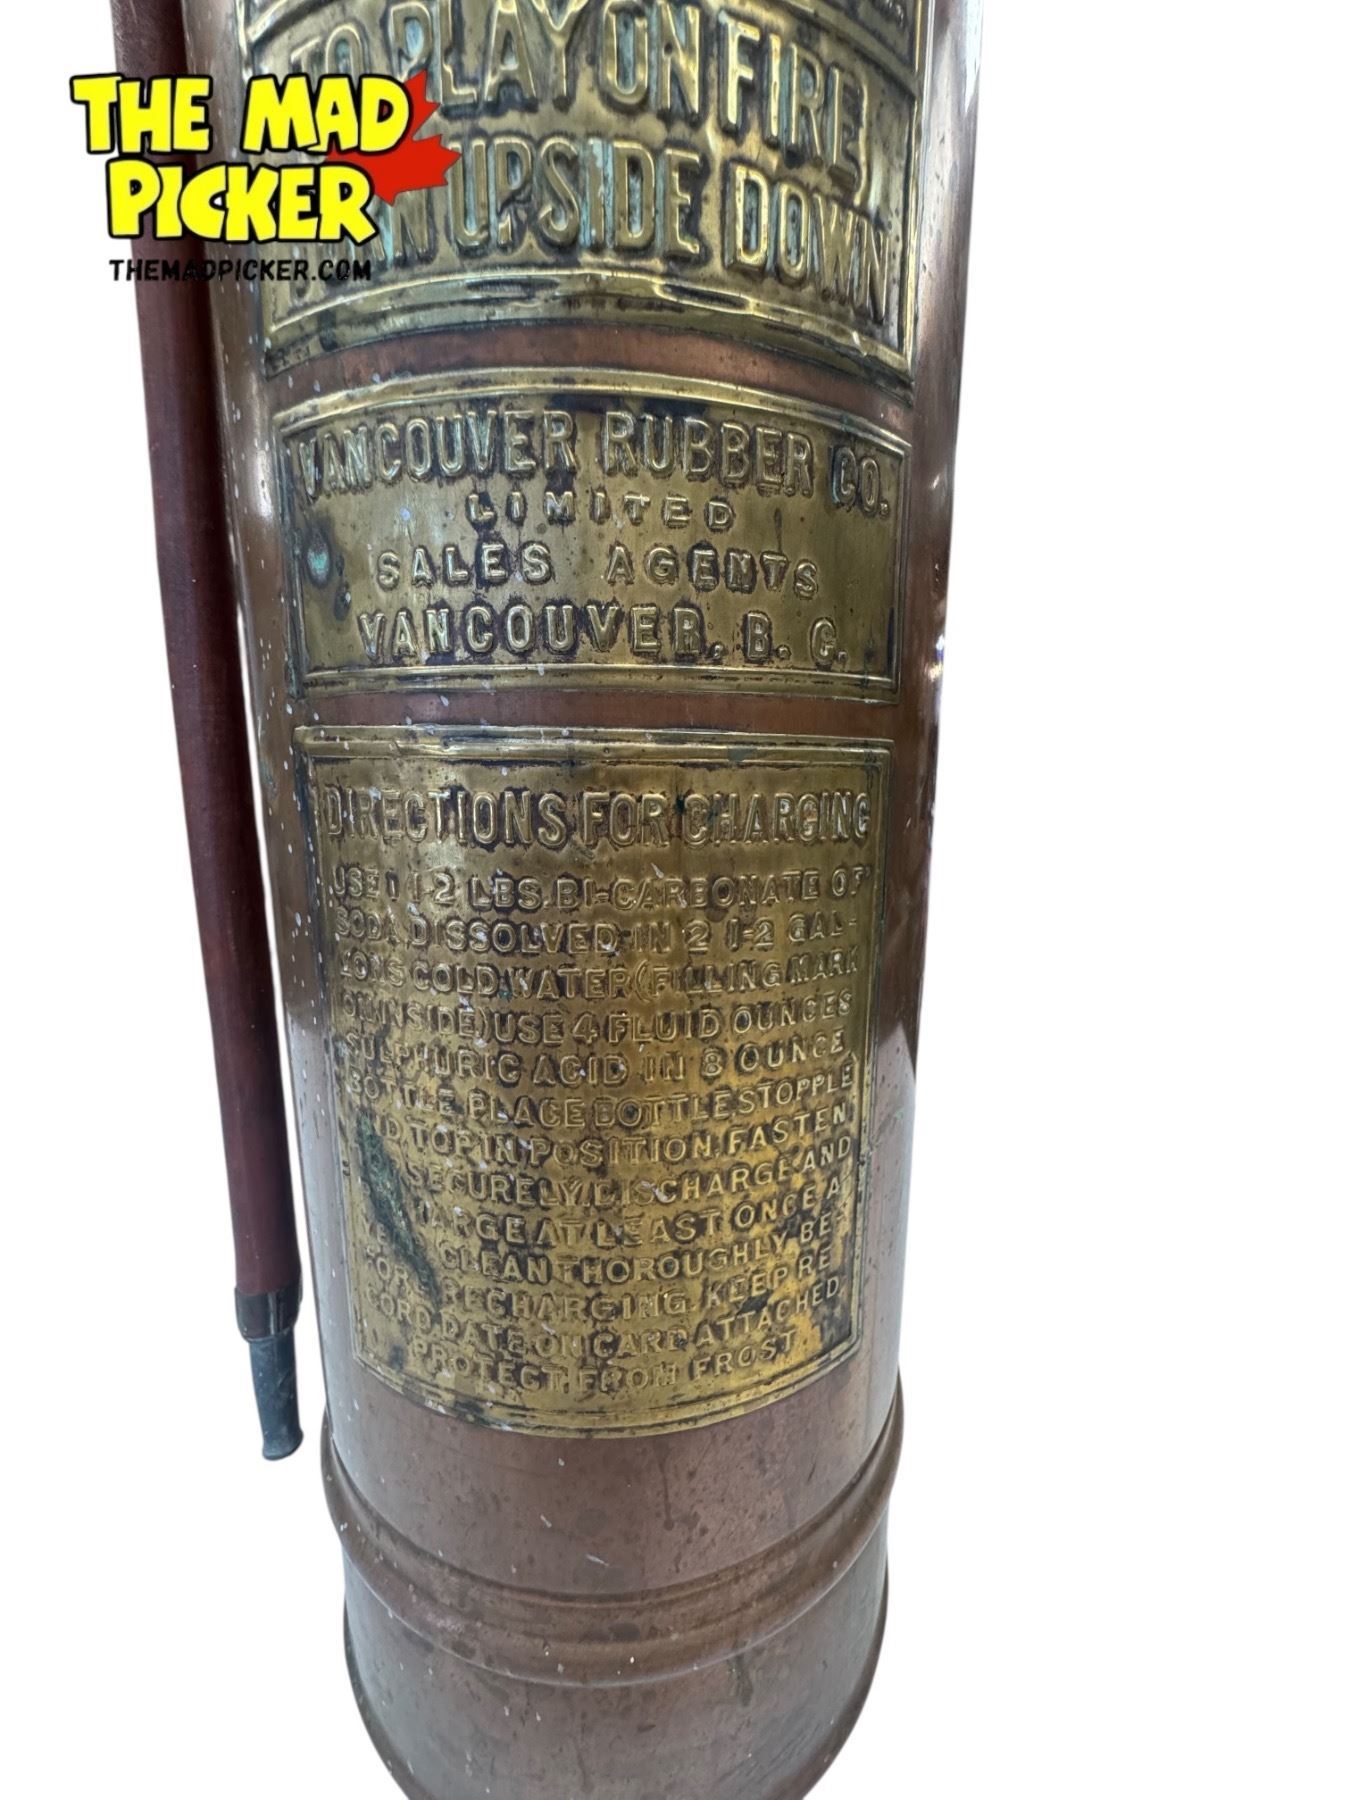 TO PLAY ON FIRE,
UPSIDE DOWN
THE MAD
PICKER
THEMADPICKER.COM
VANCOUVER RUBBER CO.
LIMITED
SALES AGENTS
VANCOUVER, B. C.
DIRECTIONS FOR CHARGING
USE 1 1-2 LBS. BI-CARBONATE OF
SODA DISSOLVED IN 2 1-2 GAL-
LONS COLD WATER (FILLING MARK
ON INSIDE) USE 4 FLUID OUNCES
SULPHURIC ACID IN 8 OUNCE
BOTTLE PLACE BOTTLE STOPPLE
AND TOP IN POSITION, FASTEN
SECURELY, DISCHARGE AND
AT LEAST ONCE A
CLEAN THOROUGHLY BE-
FORE RECHARGING. KEEP RE-
CORD DATE ON CARD ATTACHED.
PROTECT FROM FROST.